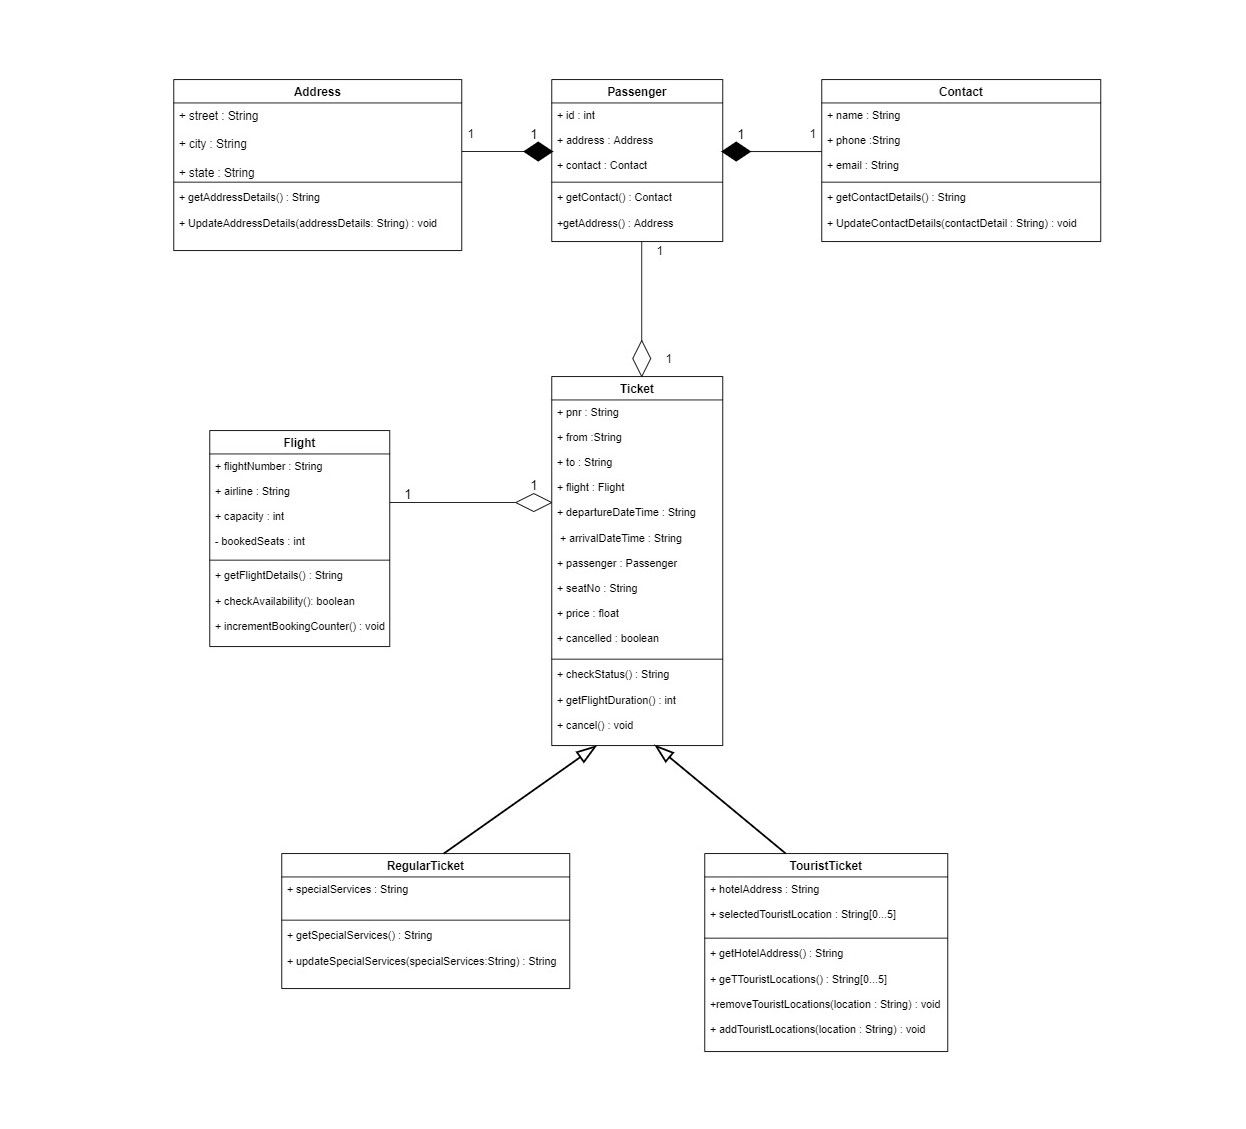 Address
+ street : String
+ city : String
+ state : String
+ getAddressDetails() : String
+ UpdateAddressDetails(addressDetails: String) : void
1
1
Passenger
+ id : int
+ address : Address
+ contact : Contact
+ getContact() : Contact
+getAddress() : Address
1
1
Contact
+ name : String
+ phone :String
+ email : String
+ getContactDetails() : String
+ UpdateContactDetails(contactDetail : String) : void
1
1
Flight
+ flightNumber : String
+ airline : String
+ capacity : int
- bookedSeats : int
+ getFlightDetails() : String
+ checkAvailability(): boolean
+ incrementBookingCounter() : void
1
1
Ticket
+ pnr : String
+ from :String
+ to : String
+ flight : Flight
+ departureDateTime : String
+ arrivalDateTime : String
+ passenger : Passenger
+ seatNo : String
+ price : float
+ cancelled : boolean
+ checkStatus() : String
+ getFlightDuration() : int
+ cancel() : void
RegularTicket
+ specialServices : String
+ getSpecialServices() : String
+ updateSpecialServices(specialServices:String) : String
TouristTicket
+ hotelAddress : String
+ selectedTouristLocation : String[0...5]
+ getHotelAddress() : String
+ geTTouristLocations() : String[0...5]
+removeTouristLocations(location : String) : void
+ addTouristLocations(location : String) : void